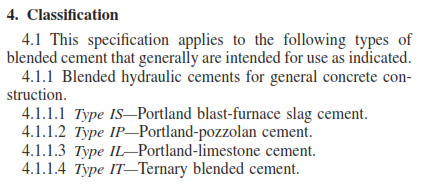 4. Classification
4.1 This specification applies to the following types of
blended cement that generally are intended for use as indicated.
4.1.1 Blended hydraulic cements for general concrete con-
struction.
4.1.1.1 Type IS—Portland blast-furnace slag cement.
4.1.1.2 Type IP—Portland-pozzolan cement.
4.1.1.3 Type IL—Portland-limestone cement.
4.1.1.4 Type IT—Ternary blended cement.